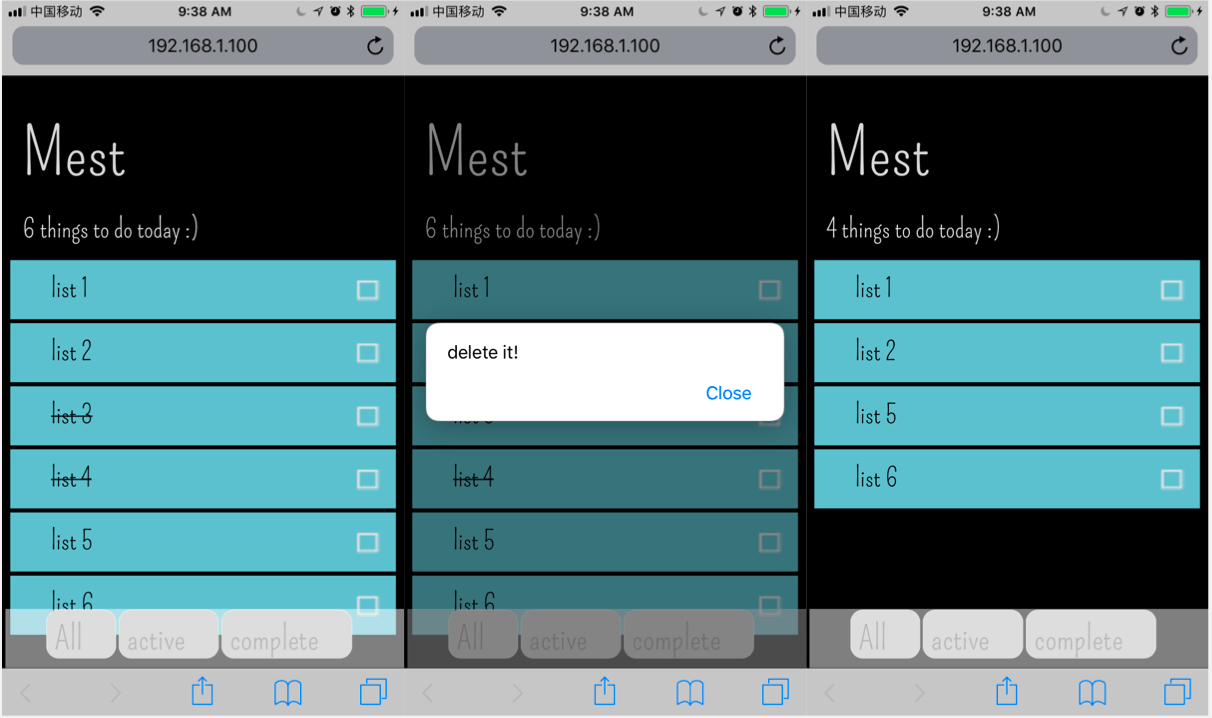 中国移动 9:38 AM
192.168.1.100
Mest
6 things to do today :)
list 1
list 2
list 3
list 4
list 5
list 6
All active complete
中国移动 9:38 AM
192.168.1.100
Mest
6 things to do today :)
list 1
delete it!
Close
list 4
list 5
list 6
All active complete
中国移动 9:38 AM
192.168.1.100
Mest
4 things to do today :)
list 1
list 2
list 5
list 6
All active complete